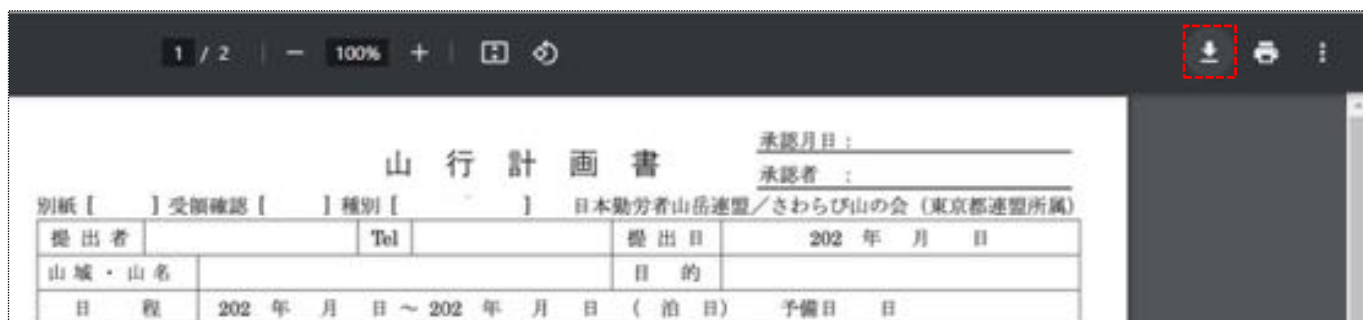 1 / 2 − 100% +
承認月日：
山行計画書
承認者 ：
別紙［ ］受領確認［ ］種別［ ］ 日本勤労者山岳連盟／さわらび山の会（東京都連盟所属）
提出者 Tel 提出日 202 年 月 日
山域・山名 目 的
日 程 202 年 月 日 ～ 202 年 月 日 （ 泊 日） 予備日 日